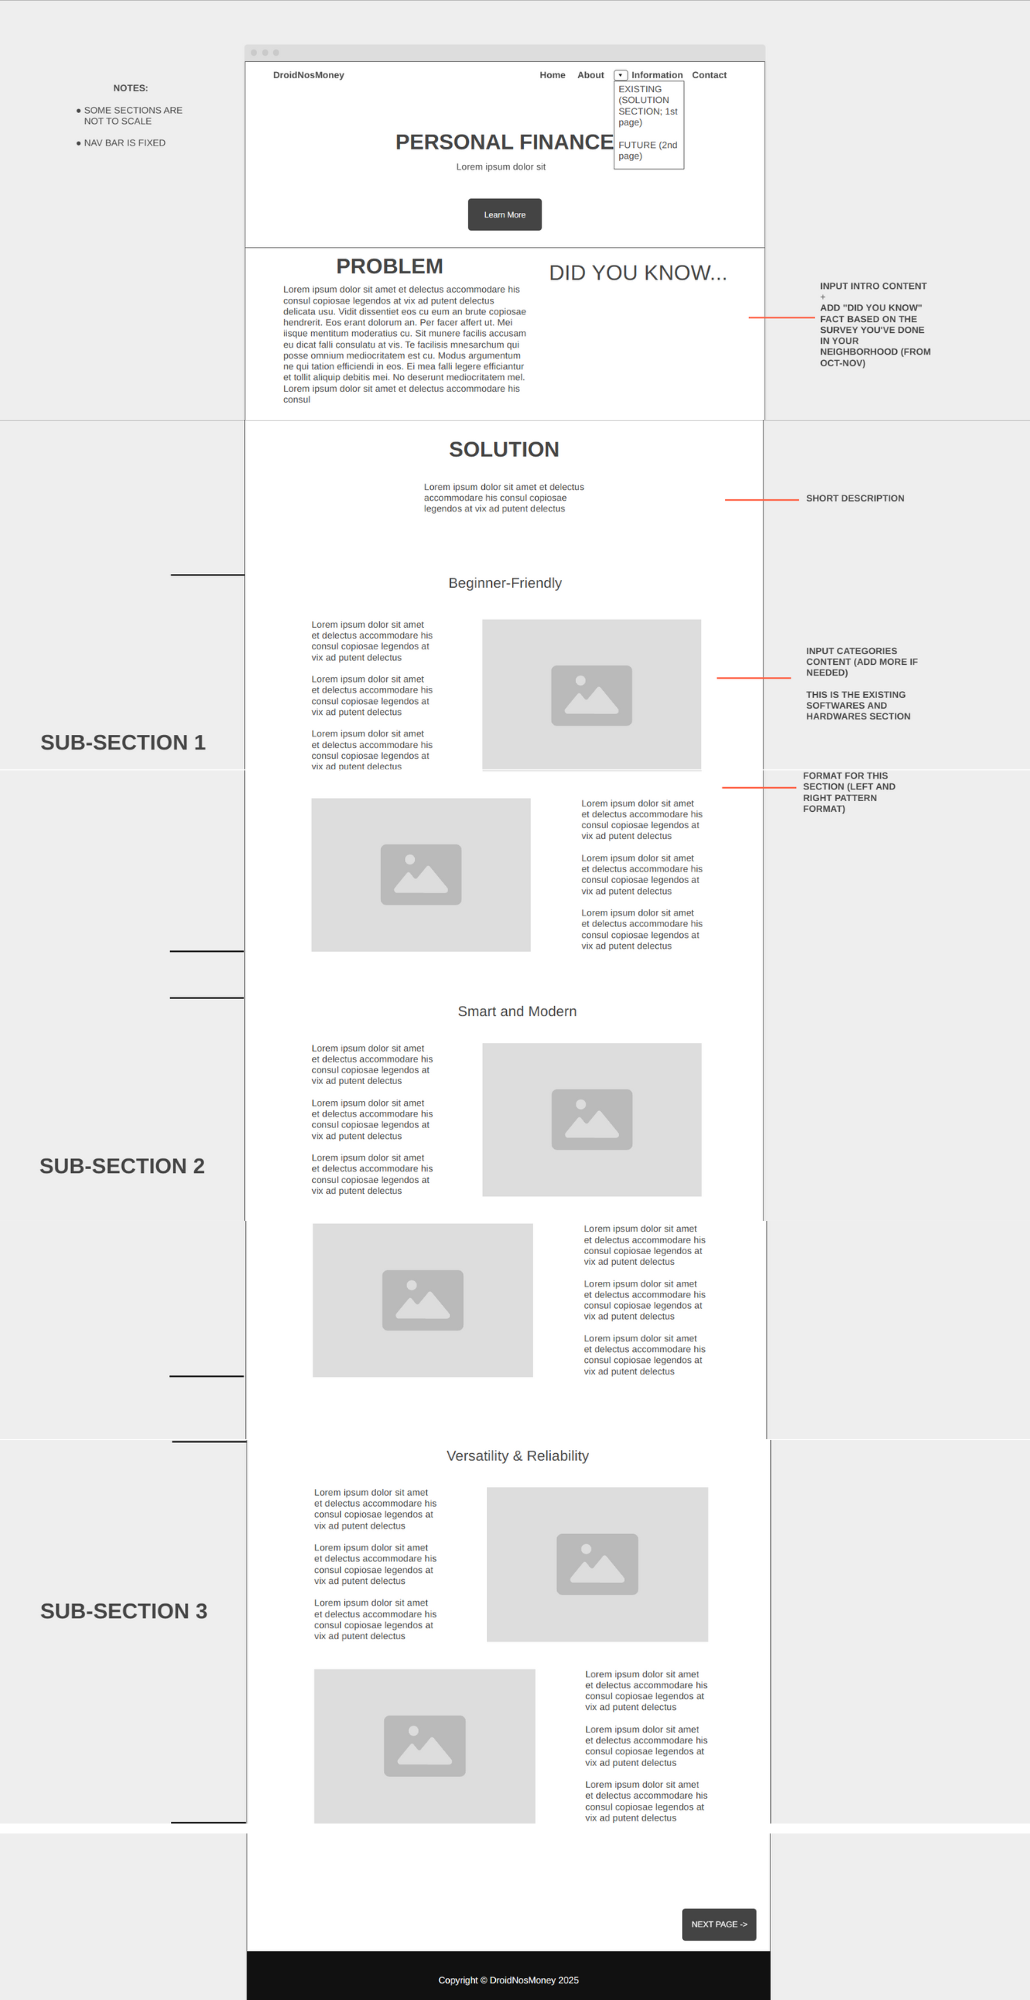 DroidNosMoney
Home About ▾ Information Contact
NOTES:
● SOME SECTIONS ARE
NOT TO SCALE
● NAV BAR IS FIXED
EXISTING
(SOLUTION
SECTION; 1st
page)
FUTURE (2nd
page)
PERSONAL FINANCE
Lorem ipsum dolor sit
Learn More
PROBLEM
Lorem ipsum dolor sit amet et delectus accommodare his
consul copiosae legendos at vix ad putent delectus
delicata usu. Vidit dissentiet eos cu eum an brute copiosae
hendrerit. Eos erant dolorum an. Per facer affert ut. Mei
iisque mentitum moderatius cu. Sit munere facilis accusam
eu dicat falli consulatu at vis. Te facilisis mnesarchum qui
posse omnium mediocritatem est cu. Modus argumentum
ne qui tation efficiendi in eos. Ei mea falli legere efficiantur
et tollit aliquip debitis mei. No deserunt mediocritatem mel.
Lorem ipsum dolor sit amet et delectus accommodare his
consul
DID YOU KNOW...
INPUT INTRO CONTENT
+
ADD "DID YOU KNOW"
FACT BASED ON THE
SURVEY YOU'VE DONE
IN YOUR
NEIGHBORHOOD (FROM
OCT-NOV)
SOLUTION
Lorem ipsum dolor sit amet et delectus
accommodare his consul copiosae
legendos at vix ad putent delectus
SHORT DESCRIPTION
Beginner-Friendly
Lorem ipsum dolor sit amet
et delectus accommodare his
consul copiosae legendos at
vix ad putent delectus
Lorem ipsum dolor sit amet
et delectus accommodare his
consul copiosae legendos at
vix ad putent delectus
Lorem ipsum dolor sit amet
et delectus accommodare his
consul copiosae legendos at
vix ad putent delectus
INPUT CATEGORIES
CONTENT (ADD MORE IF
NEEDED)
THIS IS THE EXISTING
SOFTWARES AND
HARDWARES SECTION
SUB-SECTION 1
FORMAT FOR THIS
SECTION (LEFT AND
RIGHT PATTERN
FORMAT)
Lorem ipsum dolor sit amet
et delectus accommodare his
consul copiosae legendos at
vix ad putent delectus
Lorem ipsum dolor sit amet
et delectus accommodare his
consul copiosae legendos at
vix ad putent delectus
Lorem ipsum dolor sit amet
et delectus accommodare his
consul copiosae legendos at
vix ad putent delectus
Smart and Modern
Lorem ipsum dolor sit amet
et delectus accommodare his
consul copiosae legendos at
vix ad putent delectus
Lorem ipsum dolor sit amet
et delectus accommodare his
consul copiosae legendos at
vix ad putent delectus
Lorem ipsum dolor sit amet
et delectus accommodare his
consul copiosae legendos at
vix ad putent delectus
SUB-SECTION 2
Lorem ipsum dolor sit amet
et delectus accommodare his
consul copiosae legendos at
vix ad putent delectus
Lorem ipsum dolor sit amet
et delectus accommodare his
consul copiosae legendos at
vix ad putent delectus
Lorem ipsum dolor sit amet
et delectus accommodare his
consul copiosae legendos at
vix ad putent delectus
Versatility & Reliability
Lorem ipsum dolor sit amet
et delectus accommodare his
consul copiosae legendos at
vix ad putent delectus
Lorem ipsum dolor sit amet
et delectus accommodare his
consul copiosae legendos at
vix ad putent delectus
Lorem ipsum dolor sit amet
et delectus accommodare his
consul copiosae legendos at
vix ad putent delectus
SUB-SECTION 3
Lorem ipsum dolor sit amet
et delectus accommodare his
consul copiosae legendos at
vix ad putent delectus
Lorem ipsum dolor sit amet
et delectus accommodare his
consul copiosae legendos at
vix ad putent delectus
Lorem ipsum dolor sit amet
et delectus accommodare his
consul copiosae legendos at
vix ad putent delectus
NEXT PAGE ->
Copyright © DroidNosMoney 2025